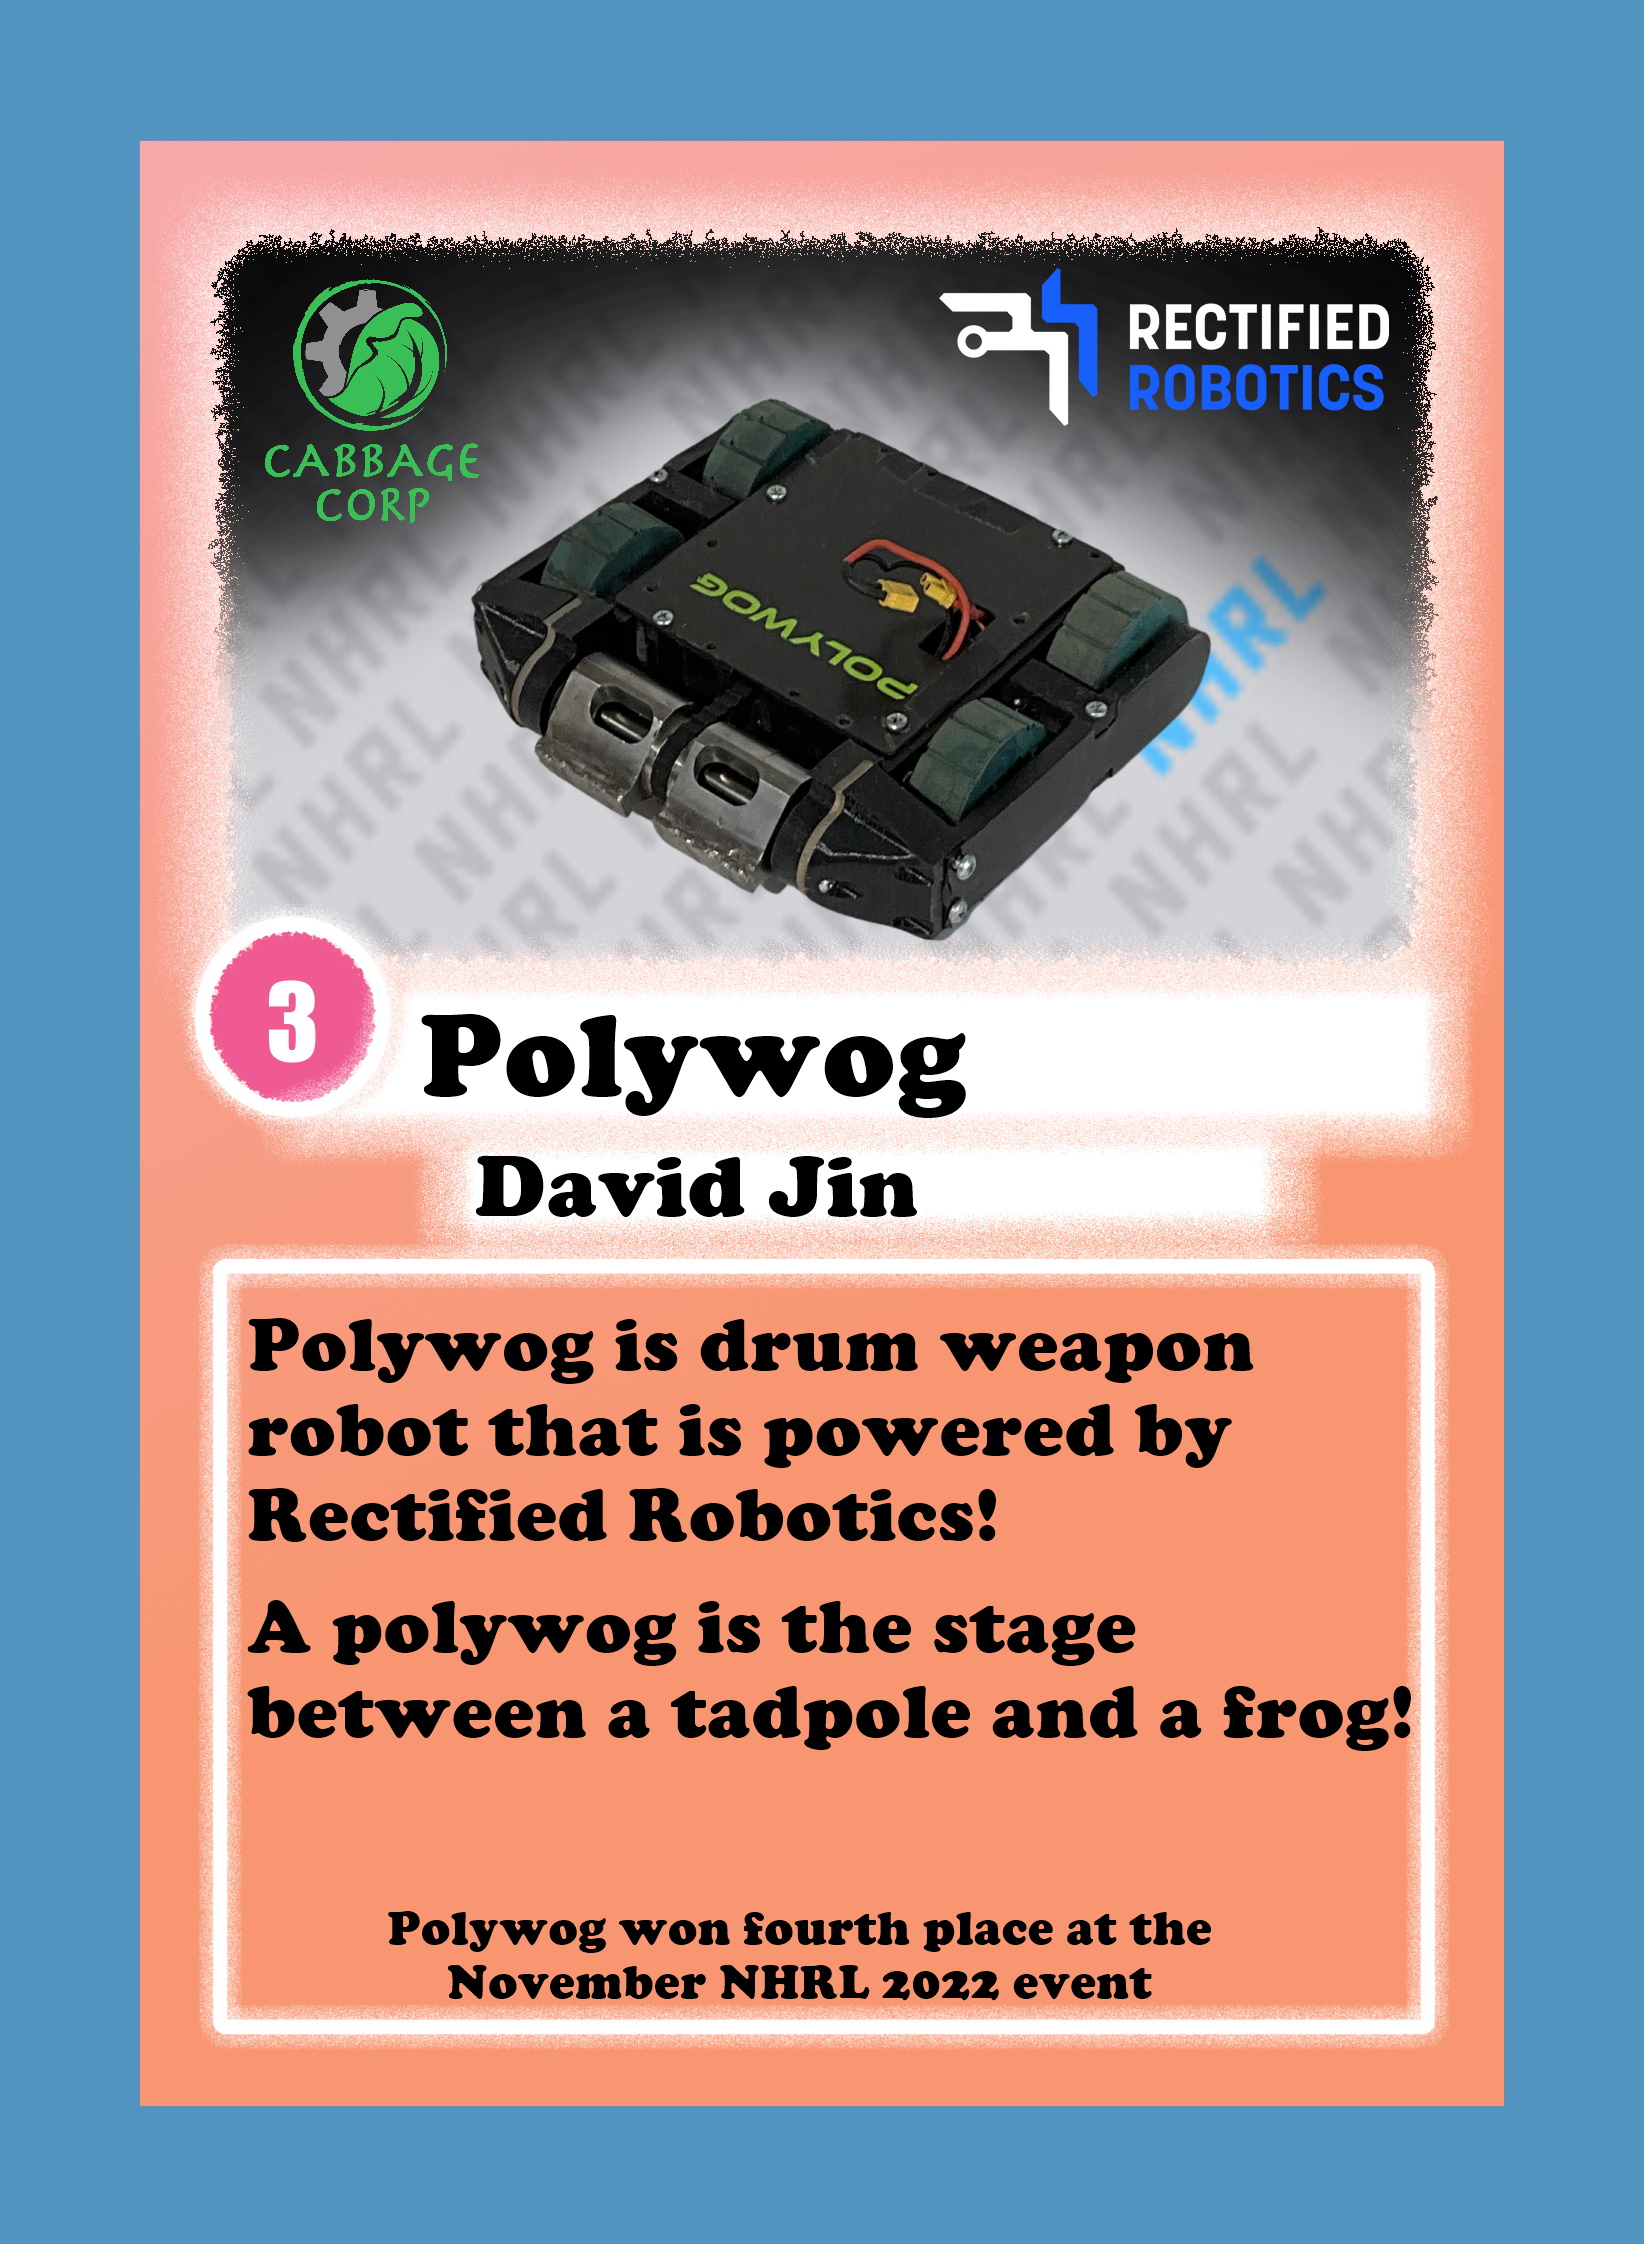 CABBAGE
CORP
RECTIFIED
ROBOTICS
POLYWOG
NHRL
3
Polywog
David Jin
Polywog is drum weapon
robot that is powered by
Rectified Robotics!
A polywog is the stage
between a tadpole and a frog!
Polywog won fourth place at the
November NHRL 2022 event